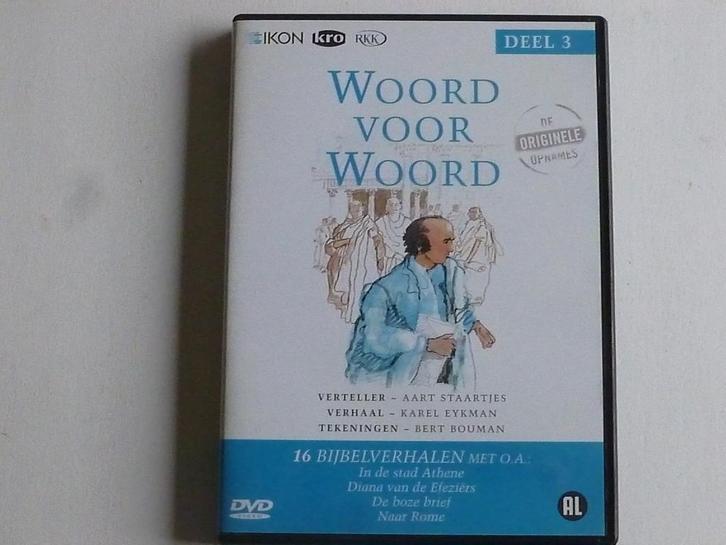 IKON kro RKK
DEEL 3
WOORD
VOOR
WOORD
DE
ORIGINELE
OPNAMES
VERTELLER – AART STAARTJES
VERHAAL – KAREL EYKMAN
TEKENINGEN – BERT BOUMAN
16 BIJBELVERHALEN MET O.A.:
In de stad Athene
Diana van de Efeziërs
De boze brief
Naar Rome
DVD
VIDEO
AL